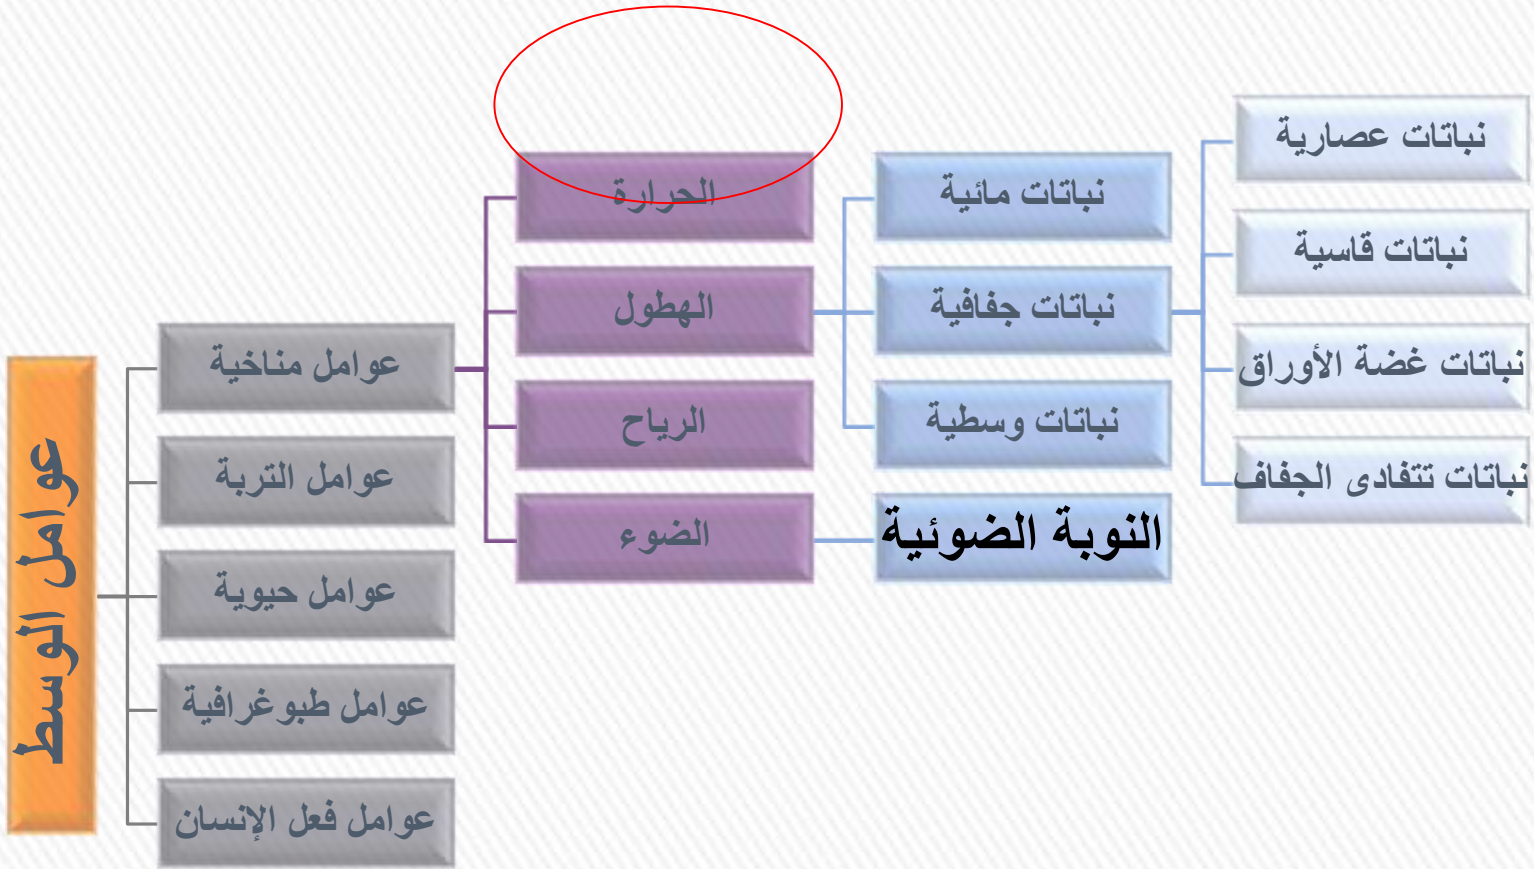 عوامل الوسط
عوامل مناخية
عوامل التربة
عوامل حيوية
عوامل طبوغرافية
عوامل فعل الإنسان
الحرارة
الهطول
الرياح
الضوء
نباتات مائية
نباتات جفافية
نباتات وسطية
النوبة الضوئية
نباتات عصارية
نباتات قاسية
نباتات غضة الأوراق
نباتات تتفادى الجفاف